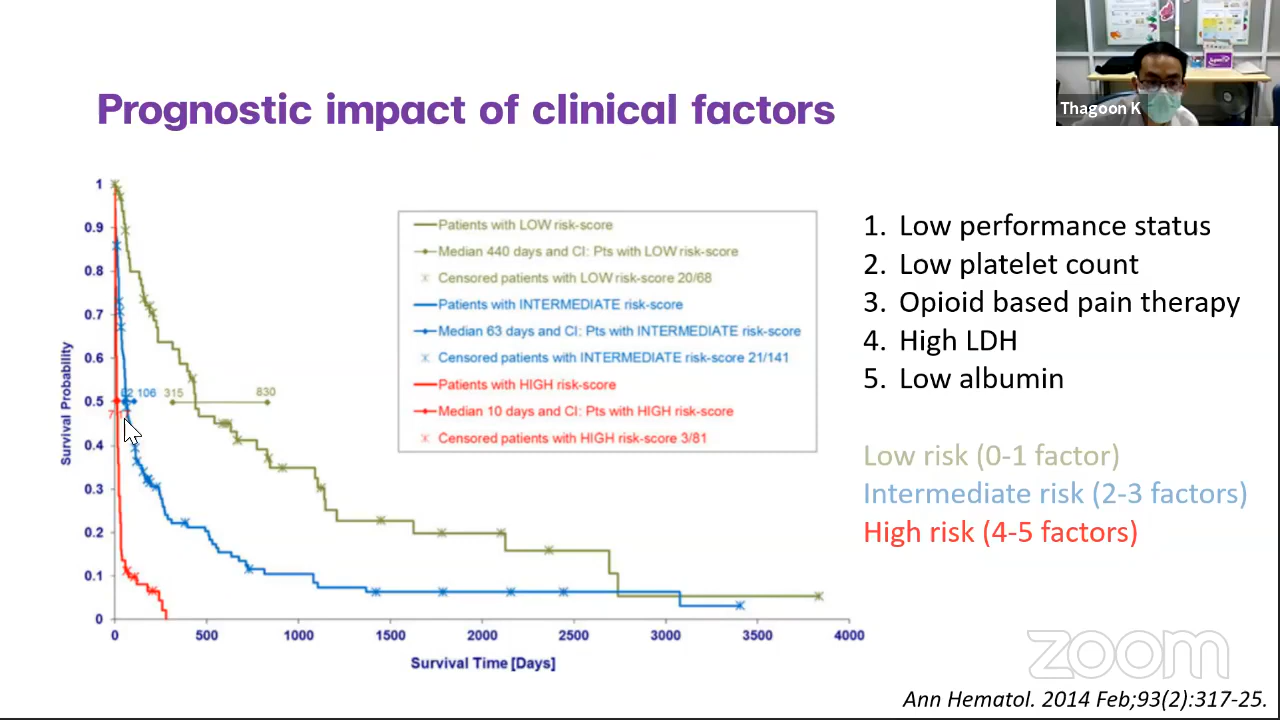 Thagoon K
Prognostic impact of clinical factors
1
0.9
0.8
0.7
0.6
0.5
0.4
0.3
0.2
0.1
0
Survival Probability
106
315
830
0
500
1000
1500
2000
2500
3000
3500
4000
Survival Time [Days]
Patients with LOW risk-score
Median 440 days and CI: Pts with LOW risk-score
Censored patients with LOW risk-score 20/68
Patients with INTERMEDIATE risk-score
Median 63 days and CI: Pts with INTERMEDIATE risk-score
Censored patients with INTERMEDIATE risk-score 21/141
Patients with HIGH risk-score
Median 10 days and CI: Pts with HIGH risk-score
Censored patients with HIGH risk-score 3/81
1. Low performance status
2. Low platelet count
3. Opioid based pain therapy
4. High LDH
5. Low albumin
Low risk (0-1 factor)
Intermediate risk (2-3 factors)
High risk (4-5 factors)
zoom
Ann Hematol. 2014 Feb;93(2):317-25.